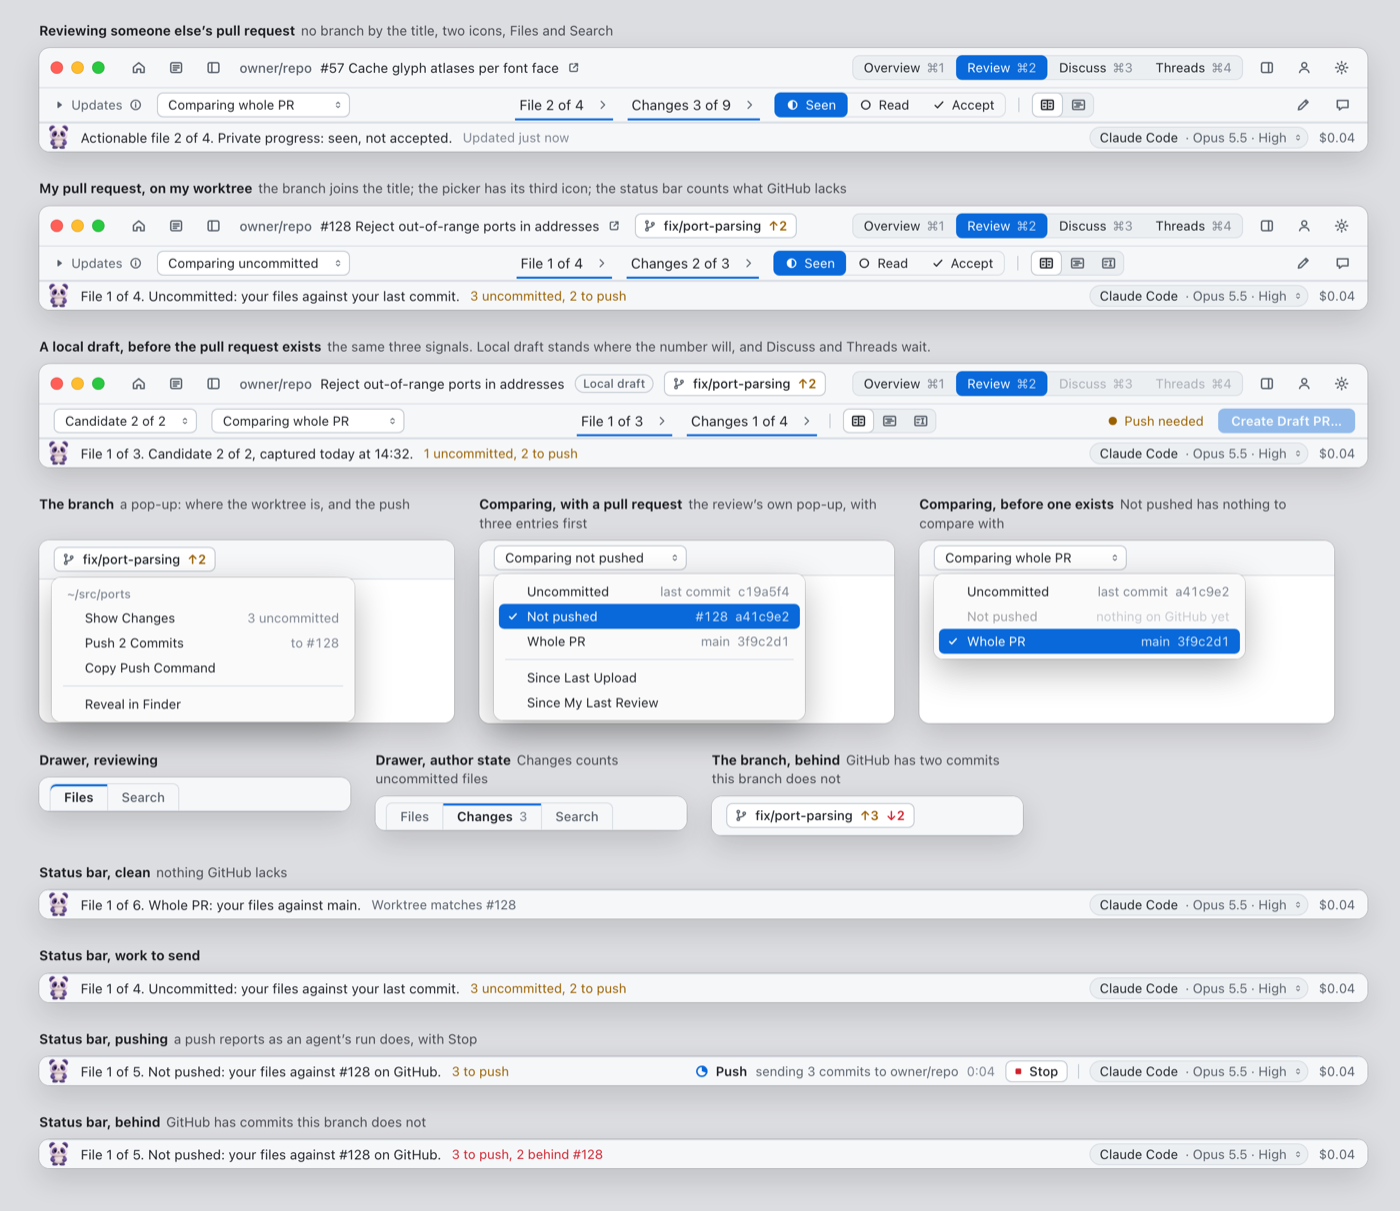 Reviewing someone else's pull request no branch by the title, two icons, Files and Search
owner/repo #57 Cache glyph atlases per font face
Overview ⌘1 Review ⌘2 Discuss ⌘3 Threads ⌘4
Updates Comparing whole PR File 2 of 4 Changes 3 of 9 Seen Read Accept
Actionable file 2 of 4. Private progress: seen, not accepted. Updated just now Claude Code · Opus 5.5 · High $0.04
My pull request, on my worktree the branch joins the title; the picker has its third icon; the status bar counts what GitHub lacks
owner/repo #128 Reject out-of-range ports in addresses fix/port-parsing ↑2
Overview ⌘1 Review ⌘2 Discuss ⌘3 Threads ⌘4
Updates Comparing uncommitted File 1 of 4 Changes 2 of 3 Seen Read Accept
File 1 of 4. Uncommitted: your files against your last commit. 3 uncommitted, 2 to push Claude Code · Opus 5.5 · High $0.04
A local draft, before the pull request exists the same three signals. Local draft stands where the number will, and Discuss and Threads wait.
owner/repo Reject out-of-range ports in addresses Local draft fix/port-parsing ↑2
Overview ⌘1 Review ⌘2 Discuss ⌘3 Threads ⌘4
Candidate 2 of 2 Comparing whole PR File 1 of 3 Changes 1 of 4 Push needed Create Draft PR...
File 1 of 3. Candidate 2 of 2, captured today at 14:32. 1 uncommitted, 2 to push Claude Code · Opus 5.5 · High $0.04
The branch a pop-up: where the worktree is, and the push
fix/port-parsing ↑2
~/src/ports
Show Changes 3 uncommitted
Push 2 Commits to #128
Copy Push Command
Reveal in Finder
Comparing, with a pull request the review's own pop-up, with
three entries first
Comparing not pushed
Uncommitted last commit c19a5f4
Not pushed #128 a41c9e2
Whole PR main 3f9c2d1
Since Last Upload
Since My Last Review
Comparing, before one exists Not pushed has nothing to
compare with
Comparing whole PR
Uncommitted last commit a41c9e2
Not pushed nothing on GitHub yet
Whole PR main 3f9c2d1
Drawer, reviewing
Files Search
Drawer, author state Changes counts
uncommitted files
Files Changes 3 Search
The branch, behind GitHub has two commits
this branch does not
fix/port-parsing ↑3 ↓2
Status bar, clean nothing GitHub lacks
File 1 of 6. Whole PR: your files against main. Worktree matches #128 Claude Code · Opus 5.5 · High $0.04
Status bar, work to send
File 1 of 4. Uncommitted: your files against your last commit. 3 uncommitted, 2 to push Claude Code · Opus 5.5 · High $0.04
Status bar, pushing a push reports as an agent's run does, with Stop
File 1 of 5. Not pushed: your files against #128 on GitHub. 3 to push Push sending 3 commits to owner/repo 0:04 Stop Claude Code · Opus 5.5 · High $0.04
Status bar, behind GitHub has commits this branch does not
File 1 of 5. Not pushed: your files against #128 on GitHub. 3 to push, 2 behind #128 Claude Code · Opus 5.5 · High $0.04